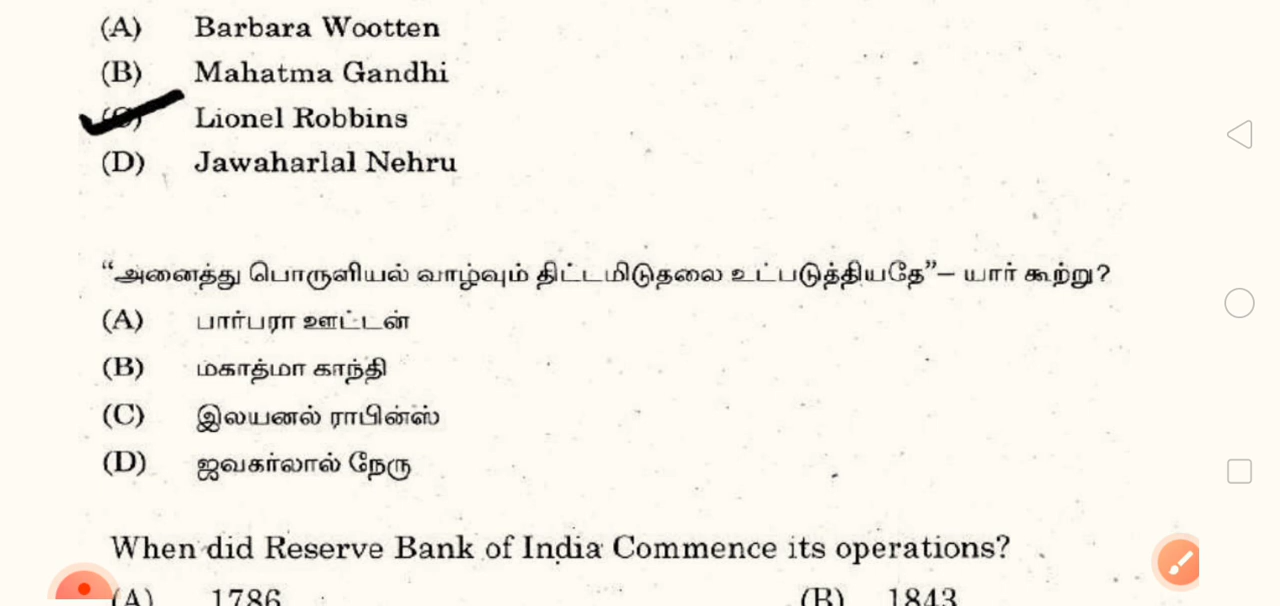 (A) Barbara Wootten
(B) Mahatma Gandhi
(C) Lionel Robbins
(D) Jawaharlal Nehru
“அனைத்து பொருளியல் வாழ்வும் திட்டமிடுதலை உட்படுத்தியதே”– யார் கூற்று?
(A) பார்பரா ஊட்டன்
(B) மகாத்மா காந்தி
(C) இலயனல் ராபின்ஸ்
(D) ஜவகர்லால் நேரு
When did Reserve Bank of India Commence its operations?
(A) 1786 (B) 1843